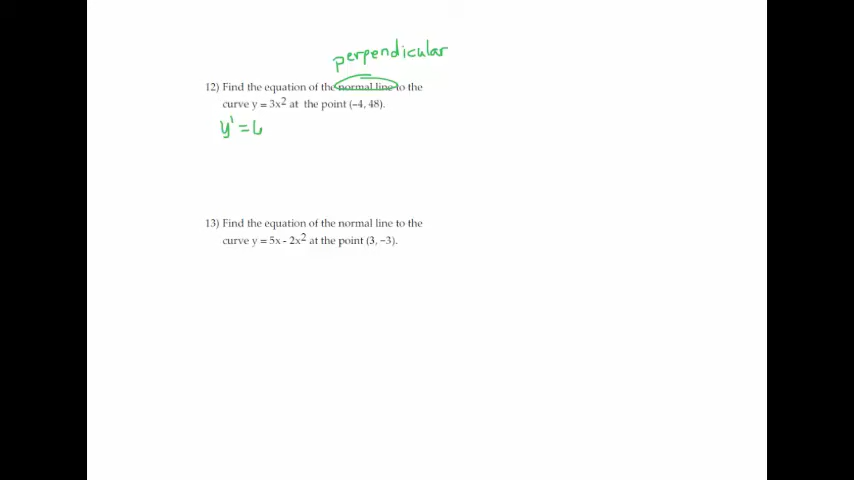 perpendicular
12) Find the equation of the normal line to the
curve y = 3x² at the point (−4, 48).
y' = 6
13) Find the equation of the normal line to the
curve y = 5x - 2x² at the point (3, −3).